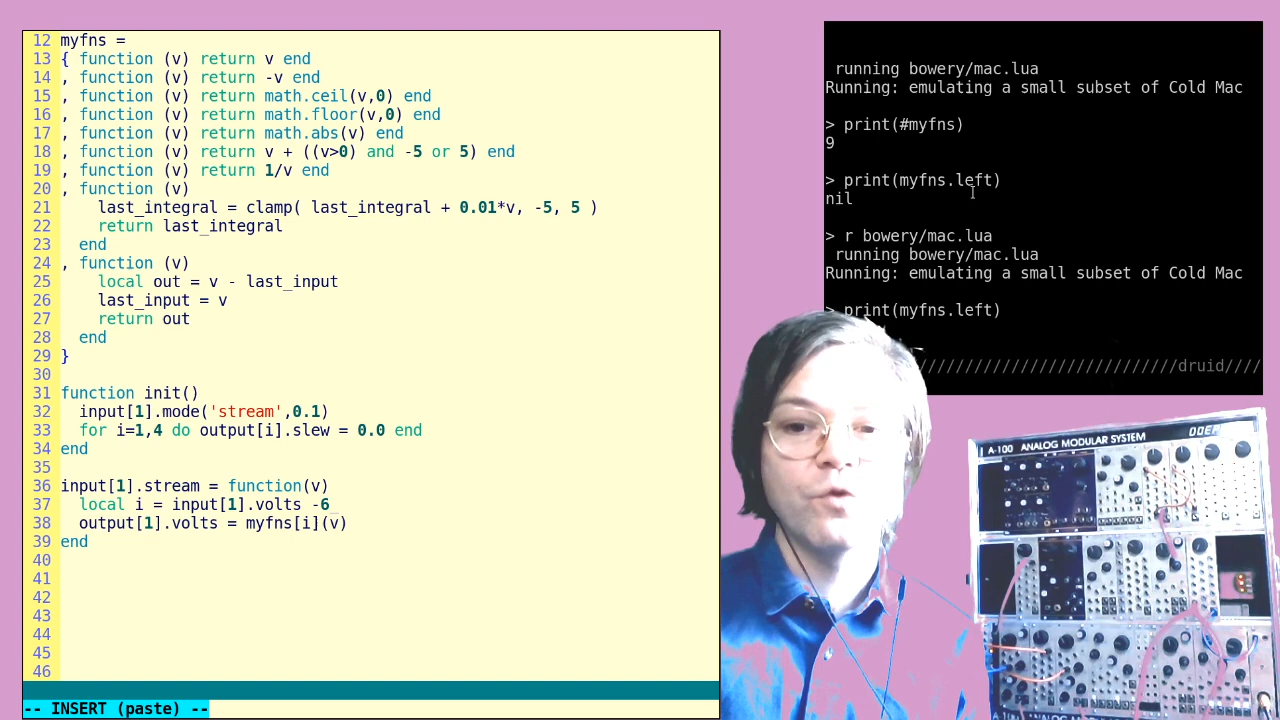 12 myfns =
13 { function (v) return v end
14 , function (v) return -v end
15 , function (v) return math.ceil(v,0) end
16 , function (v) return math.floor(v,0) end
17 , function (v) return math.abs(v) end
18 , function (v) return v + ((v>0) and -5 or 5) end
19 , function (v) return 1/v end
20 , function (v)
21     last_integral = clamp( last_integral + 0.01*v, -5, 5 )
22     return last_integral
23   end
24 , function (v)
25     local out = v - last_input
26     last_input = v
27     return out
28   end
29 }
30
31 function init()
32   input[1].mode('stream',0.1)
33   for i=1,4 do output[i].slew = 0.0 end
34 end
35
36 input[1].stream = function(v)
37   local i = input[1].volts -6
38   output[1].volts = myfns[i](v)
39 end
40
41
42
43
44
45
46
-- INSERT (paste) --
running bowery/mac.lua
Running: emulating a small subset of Cold Mac
> print(#myfns)
9
> print(myfns.left)
nil
> r bowery/mac.lua
running bowery/mac.lua
Running: emulating a small subset of Cold Mac
> print(myfns.left)
////////////////////////////druid////
A-100 ANALOG MODULAR SYSTEM